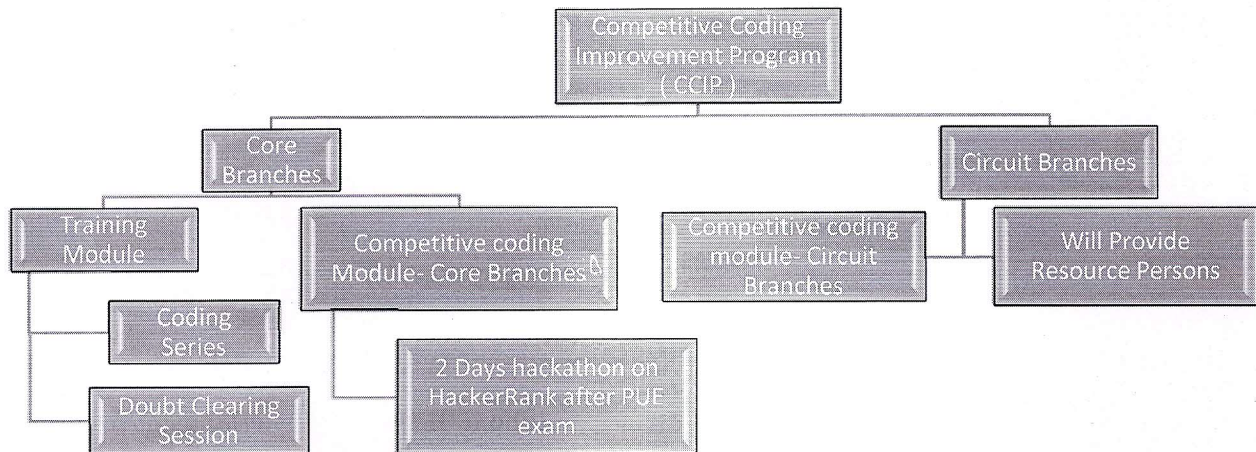 Competitive Coding
Improvement Program
( CCIP )
Core
Branches
Circuit Branches
Training
Module
Competitive coding
Module- Core Branches
Competitive coding
module- Circuit
Branches
Will Provide
Resource Persons
Coding
Series
2 Days hackathon on
HackerRank after PUE
exam
Doubt Clearing
Session